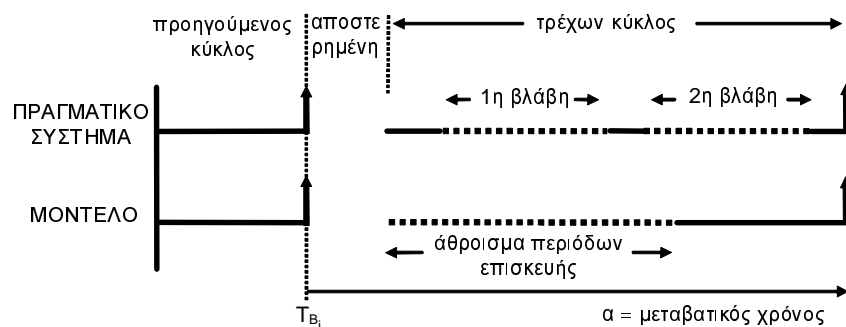 προηγούμενος
κύκλος
αποστε
ρημένη
τρέχων κύκλος
1η βλάβη
2η βλάβη
ΠΡΑΓΜΑΤΙΚΟ
ΣΥΣΤΗΜΑ
ΜΟΝΤΕΛΟ
άθροισμα περιόδων
επισκευής
T_{B_i}
α = μεταβατικός χρόνος